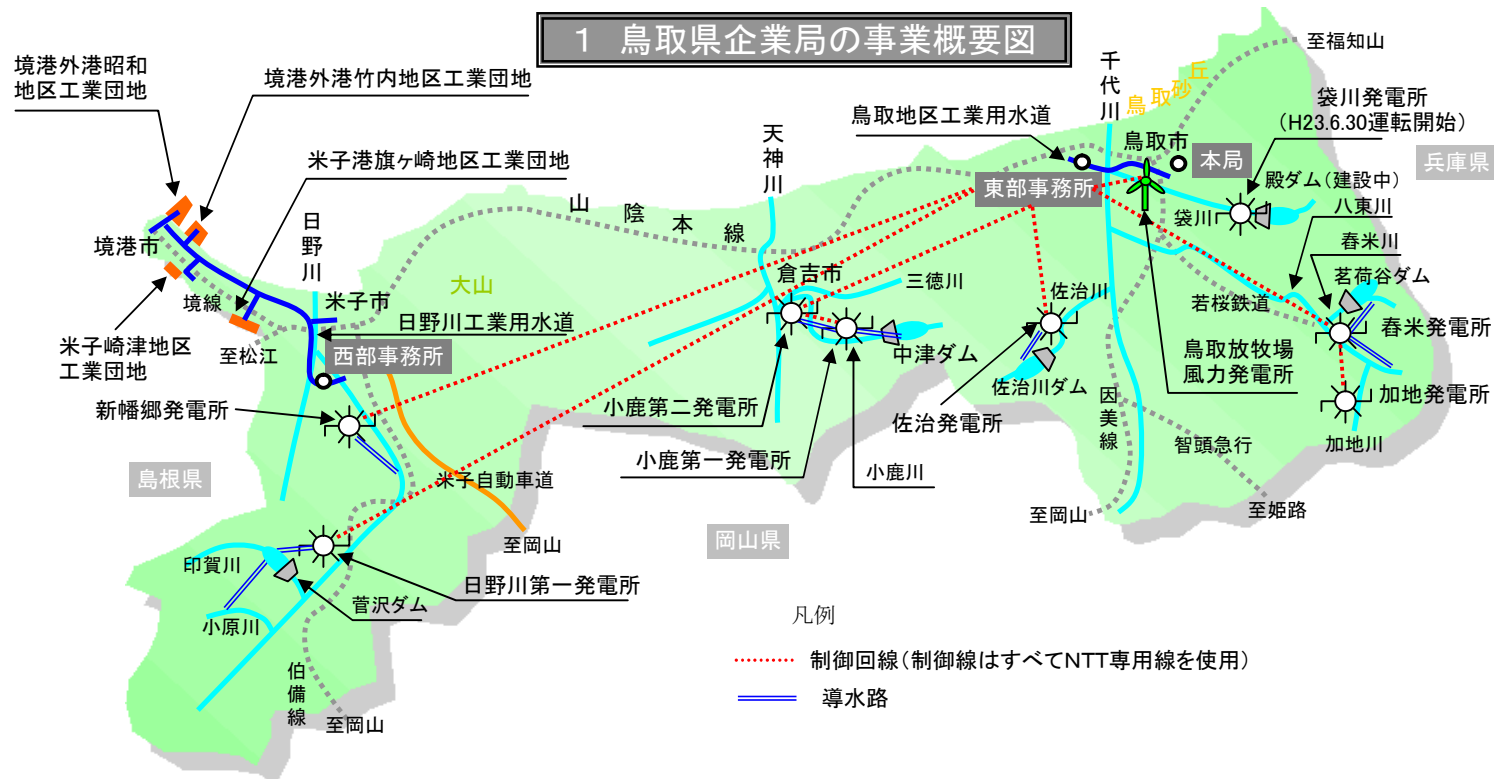 1 鳥取県企業局の事業概要図
境港外港昭和
地区工業団地
境港外港竹内地区工業団地
米子港旗ヶ崎地区工業団地
境港市
境線
米子崎津地区
工業団地
至松江
日野川
米子市
日野川工業用水道
西部事務所
大山
山陰本線
新幡郷発電所
島根県
米子自動車道
至岡山
印賀川
小原川
菅沢ダム
日野川第一発電所
伯備線
至岡山
天神川
倉吉市
三徳川
中津ダム
小鹿第二発電所
小鹿第一発電所
小鹿川
岡山県
鳥取地区工業用水道
千代川
鳥取砂丘
至福知山
鳥取市
本局
東部事務所
袋川発電所
(H23.6.30運転開始)
兵庫県
殿ダム(建設中)
袋川
八東川
舂米川
茗荷谷ダム
若桜鉄道
舂米発電所
鳥取放牧場
風力発電所
加地発電所
加地川
佐治川
佐治川ダム
佐治発電所
因美線
智頭急行
至岡山
至姫路
凡例
制御回線(制御線はすべてNTT専用線を使用)
導水路